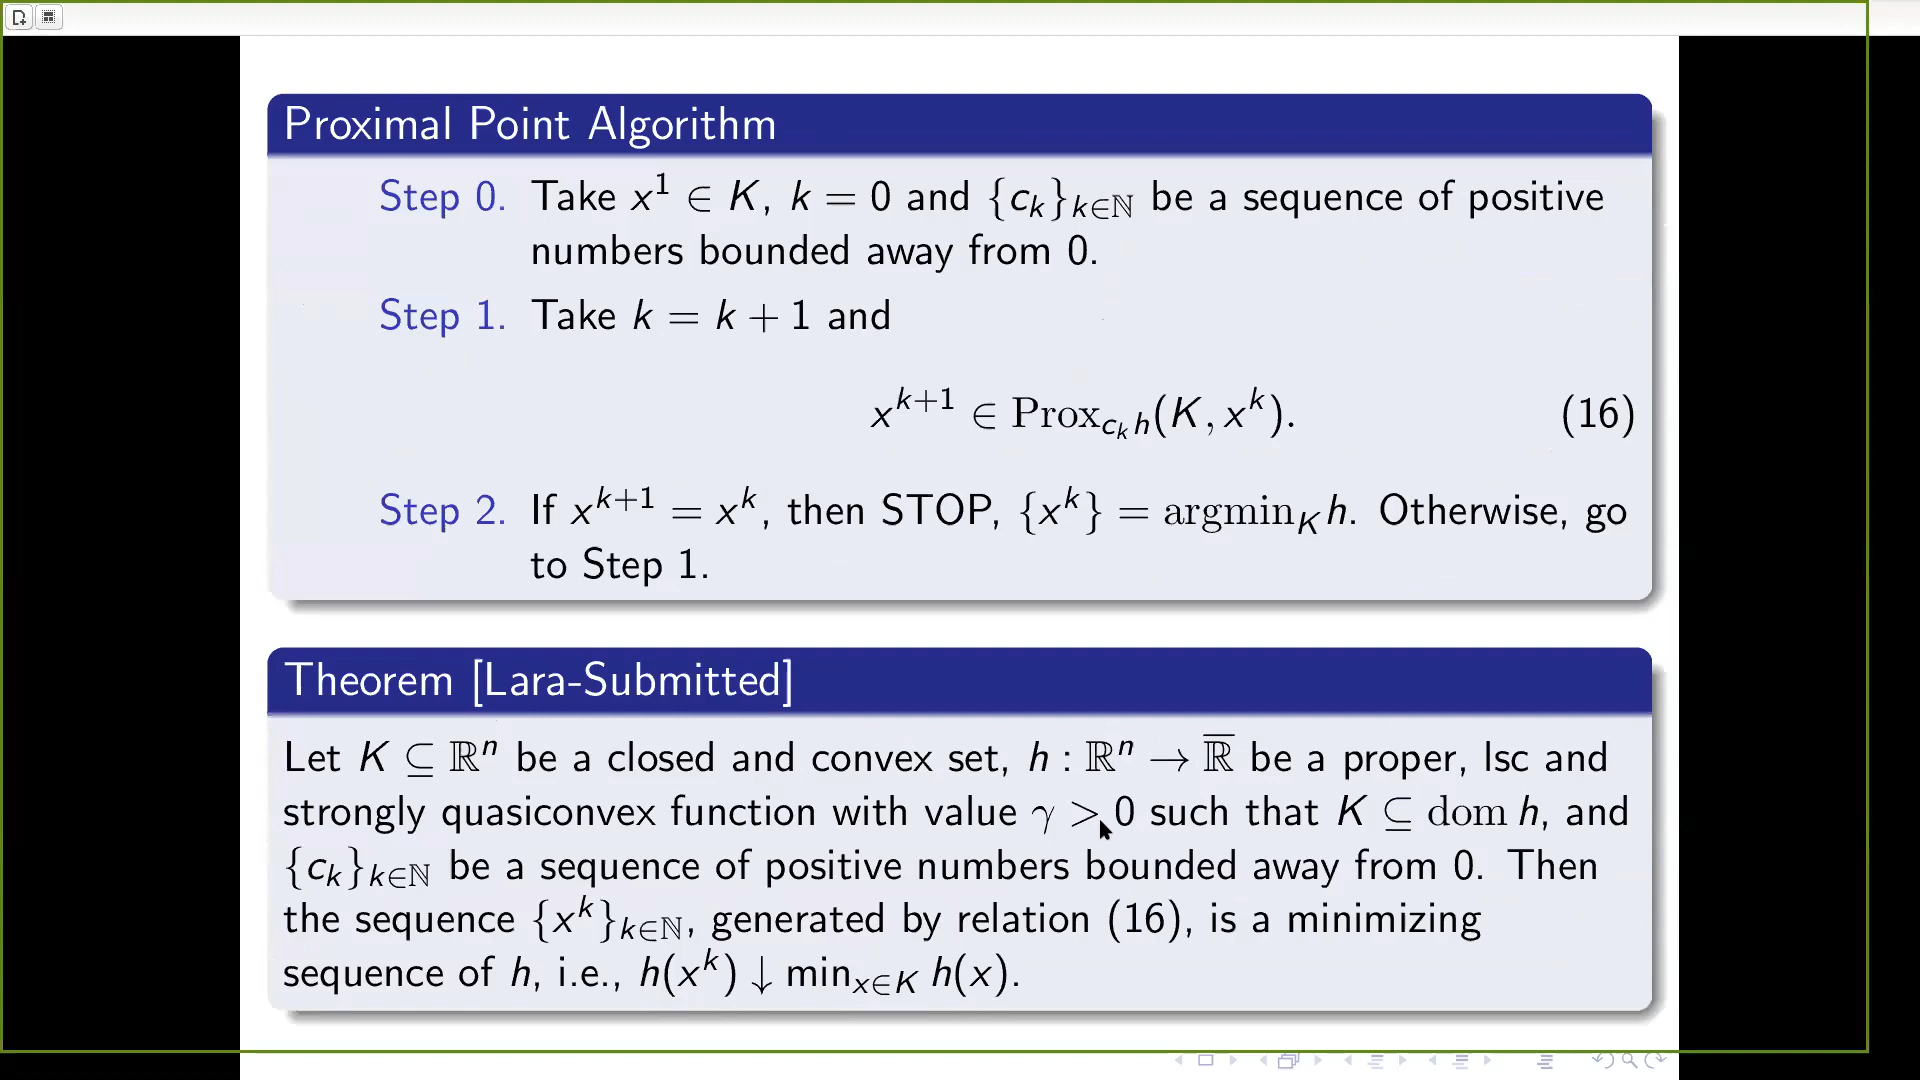 Proximal Point Algorithm
Step 0. Take x^1 ∈ K, k = 0 and {c_k}_{k∈ℕ} be a sequence of positive
numbers bounded away from 0.
Step 1. Take k = k + 1 and
x^{k+1} ∈ Prox_{c_k h}(K, x^k). (16)
Step 2. If x^{k+1} = x^k, then STOP, {x^k} = argmin_K h. Otherwise, go
to Step 1.
Theorem [Lara-Submitted]
Let K ⊆ ℝ^n be a closed and convex set, h : ℝ^n → \overline{ℝ} be a proper, lsc and
strongly quasiconvex function with value γ > 0 such that K ⊆ dom h, and
{c_k}_{k∈ℕ} be a sequence of positive numbers bounded away from 0. Then
the sequence {x^k}_{k∈ℕ}, generated by relation (16), is a minimizing
sequence of h, i.e., h(x^k) ↓ min_{x∈K} h(x).